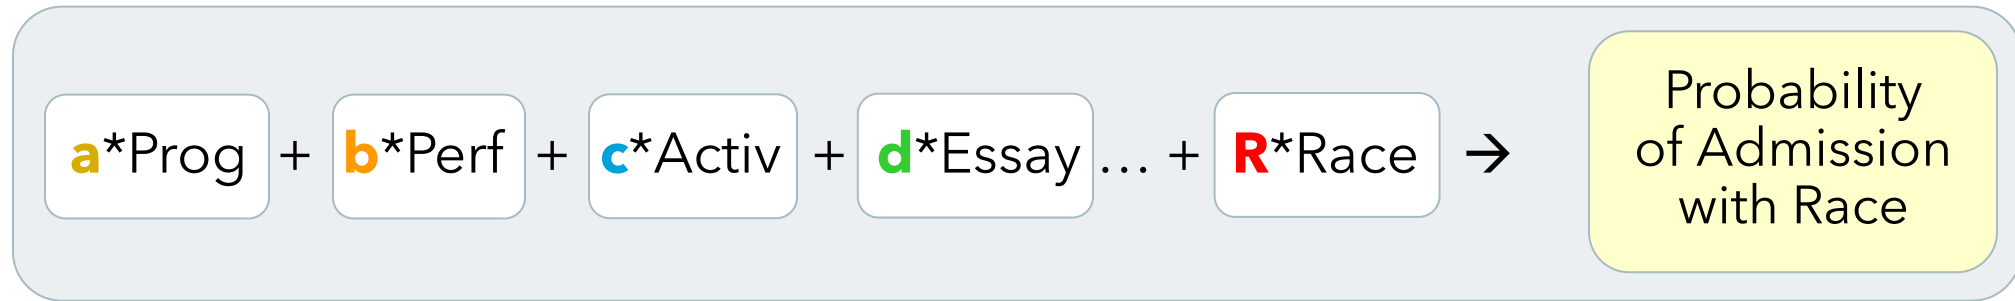 a*Prog + b*Perf + c*Activ + d*Essay ... + R*Race →
Probability
of Admission
with Race